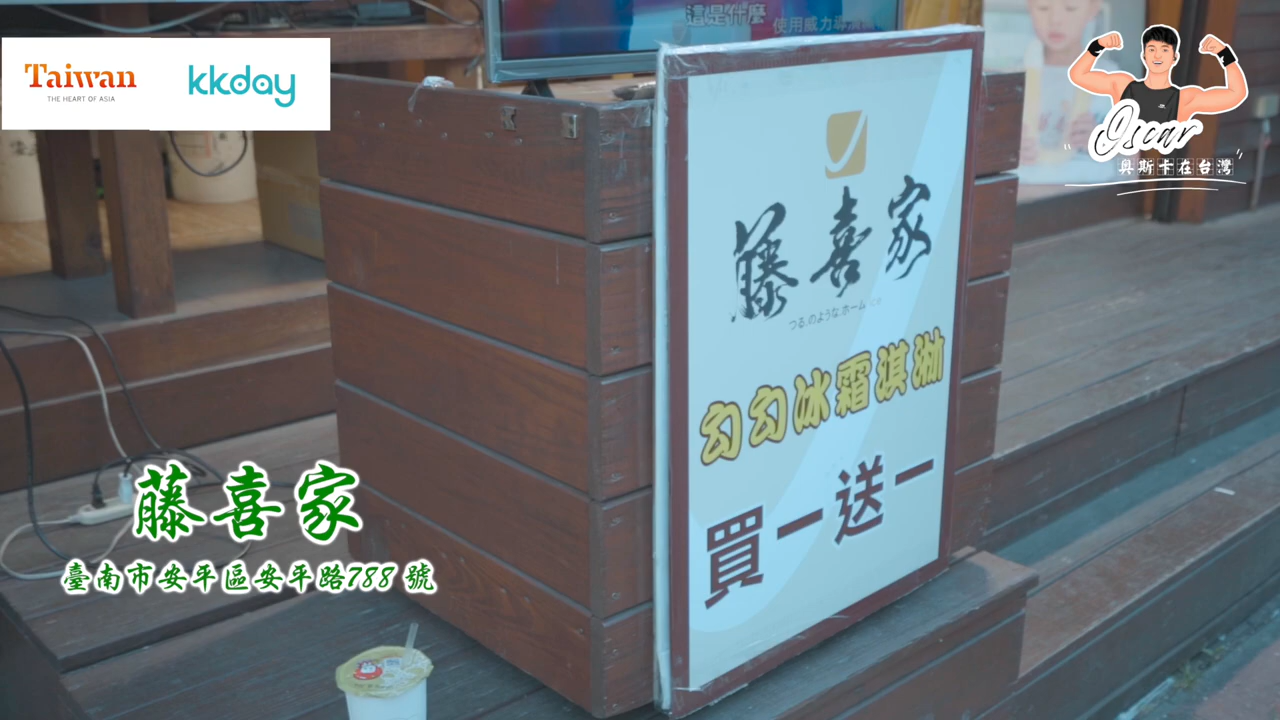 這是什麼
使用威力導演
Taiwan
THE HEART OF ASIA
kkday
Oscar
奥斯卡在台灣
藤喜家
つる.のような.ホーム
勾勾冰霜淇淋
買一送一
藤喜家
臺南市安平區安平路788號